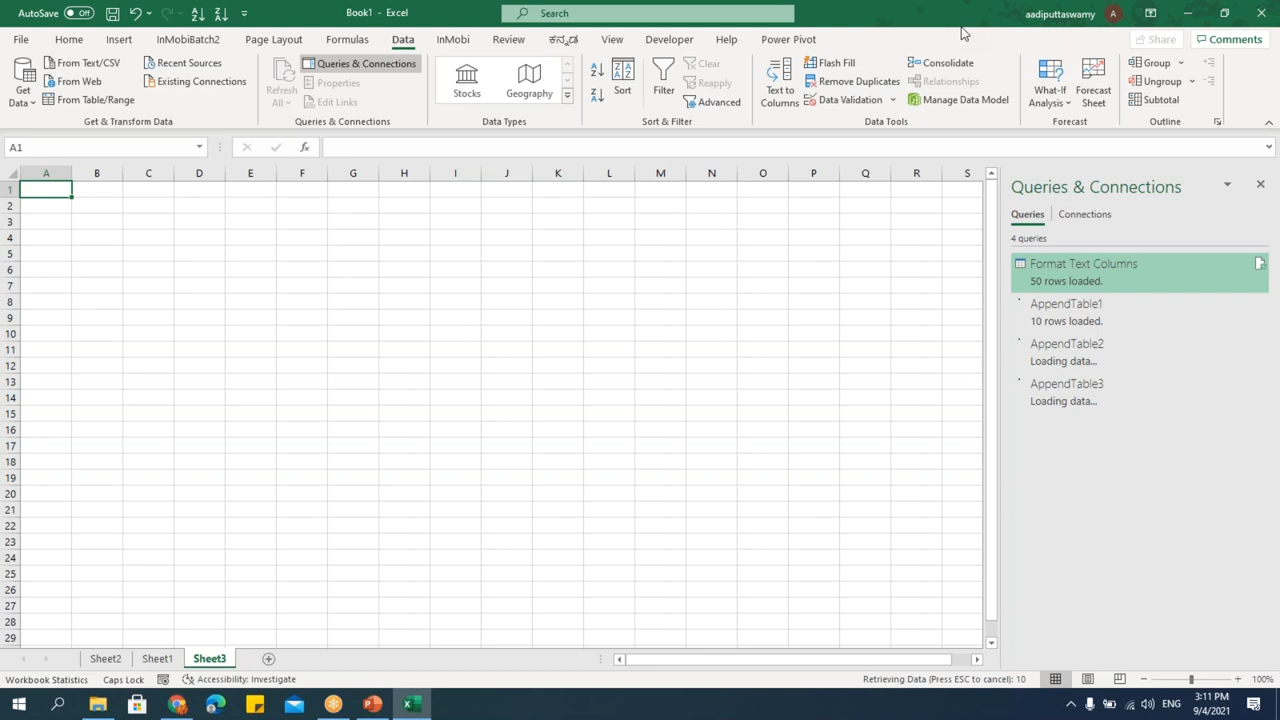 AutoSave Off Book1 - Excel Search aadiputtaswamy A
File Home Insert InMobiBatch2 Page Layout Formulas Data InMobi Review ಕನ್ನಡ View Developer Help Power Pivot Share Comments
Get Data
From Text/CSV
From Web
From Table/Range
Recent Sources
Existing Connections
Get & Transform Data
Refresh All
Queries & Connections
Properties
Edit Links
Queries & Connections
Stocks
Geography
Data Types
Sort
Filter
Clear
Reapply
Advanced
Sort & Filter
Text to Columns
Flash Fill
Remove Duplicates
Data Validation
Consolidate
Relationships
Manage Data Model
Data Tools
What-If Analysis
Forecast Sheet
Forecast
Group
Ungroup
Subtotal
Outline
A1 fx
A B C D E F G H I J K L M N O P Q R S
1
2
3
4
5
6
7
8
9
10
11
12
13
14
15
16
17
18
19
20
21
22
23
24
25
26
27
28
29
Queries & Connections
Queries Connections
4 queries
Format Text Columns
50 rows loaded.
AppendTable1
10 rows loaded.
AppendTable2
Loading data...
AppendTable3
Loading data...
Sheet2 Sheet1 Sheet3
Workbook Statistics Caps Lock Accessibility: Investigate Retrieving Data (Press ESC to cancel): 10 100%
ENG
3:11 PM
9/4/2021